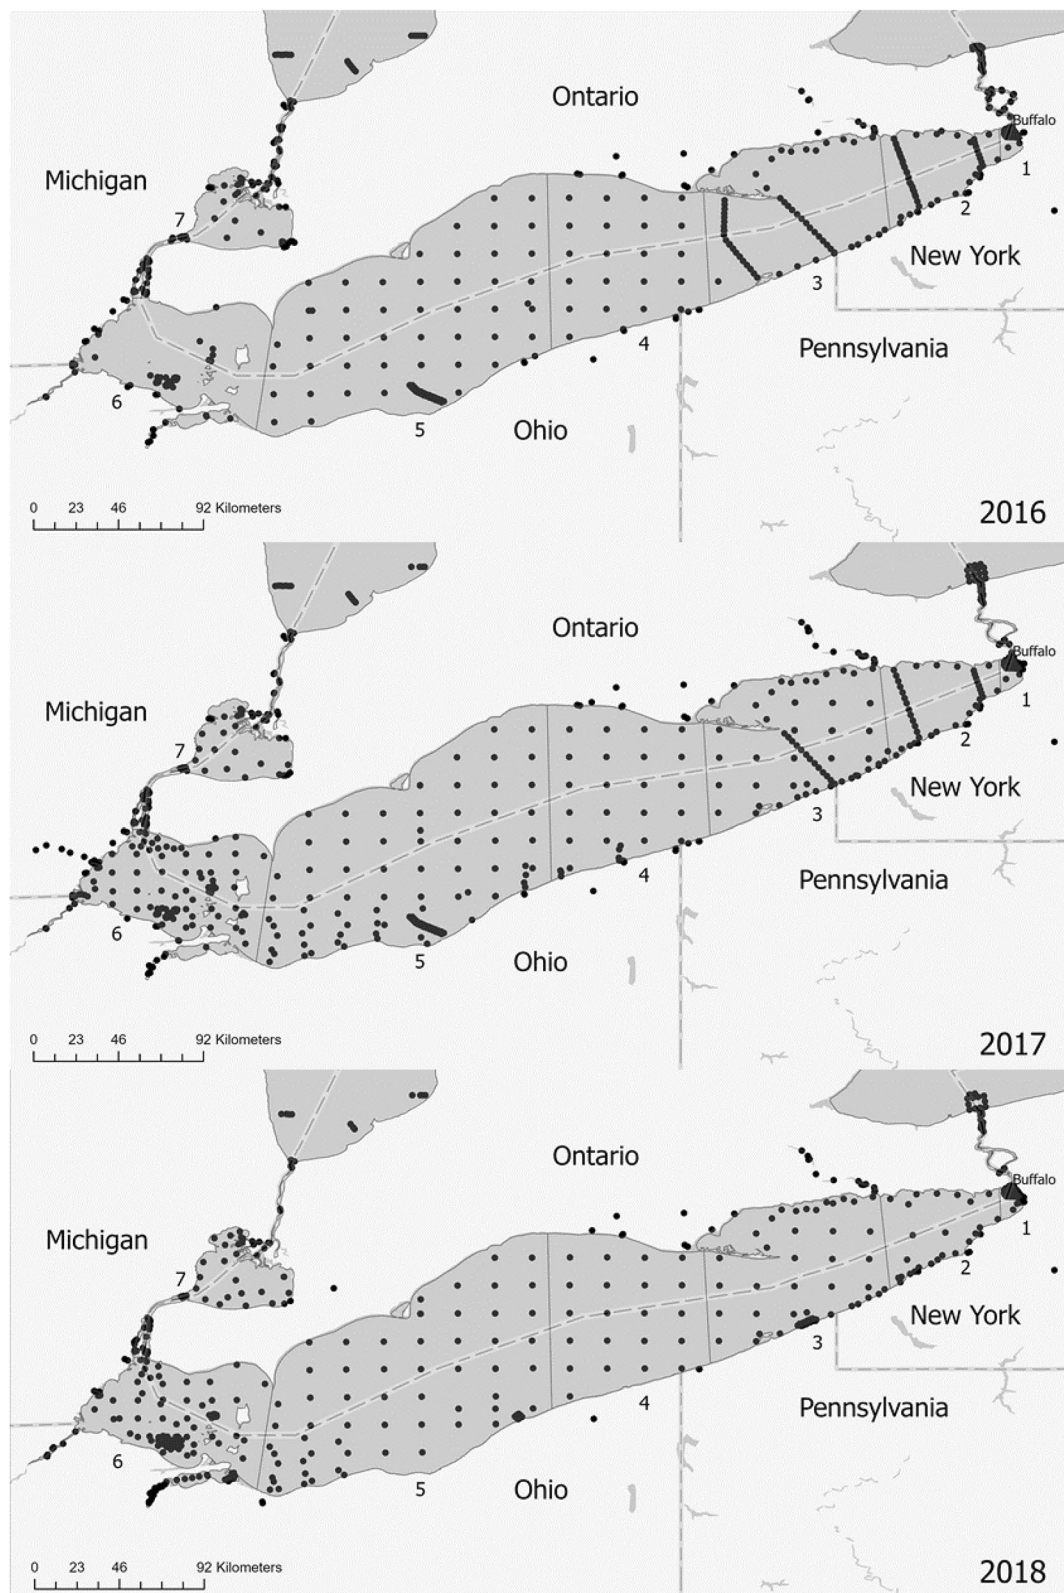 Ontario
Buffalo
Michigan
1
7
2
New York
3
Pennsylvania
4
6
5
Ohio
0 23 46 92 Kilometers
2016
Ontario
Buffalo
Michigan
1
7
2
New York
3
Pennsylvania
4
6
5
Ohio
0 23 46 92 Kilometers
2017
Ontario
Buffalo
Michigan
1
7
2
New York
3
Pennsylvania
4
6
5
Ohio
0 23 46 92 Kilometers
2018